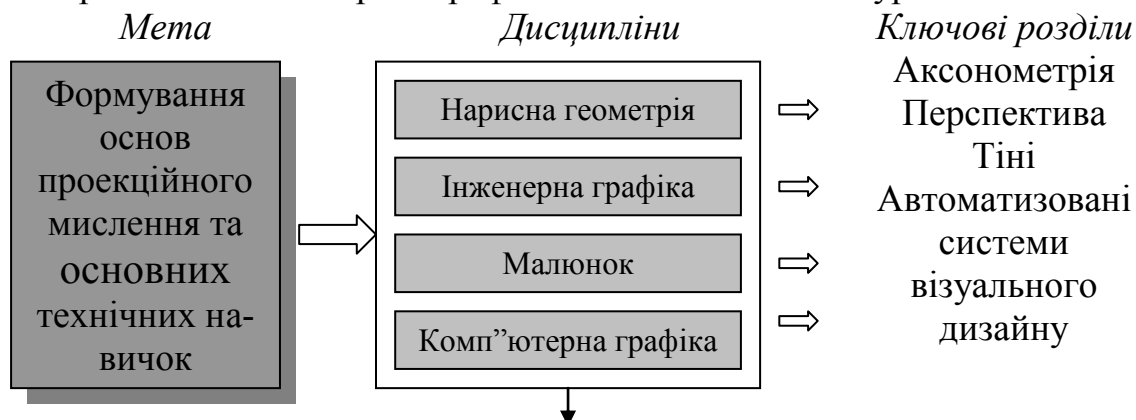 Мета
Дисципліни
Ключові розділи
Формування
основ
проекційного
мислення та
основних
технічних на-
вичок
Нарисна геометрія
Інженерна графіка
Малюнок
Комп”ютерна графіка
Аксонометрія
Перспектива
Тіні
Автоматизовані
системи
візуального
дизайну